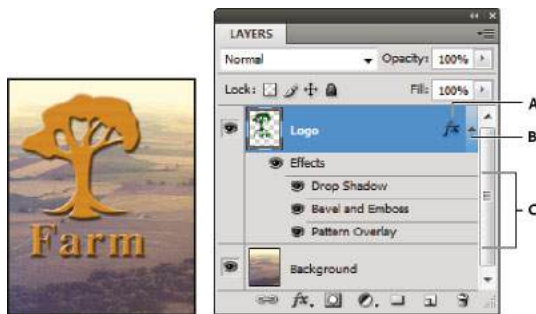 LAYERS
Normal
Opacity: 100%
Lock:
Fill: 100%
Logo
fx
A
B
Effects
Drop Shadow
Bevel and Emboss
Pattern Overlay
C
Background
fx.
Farm